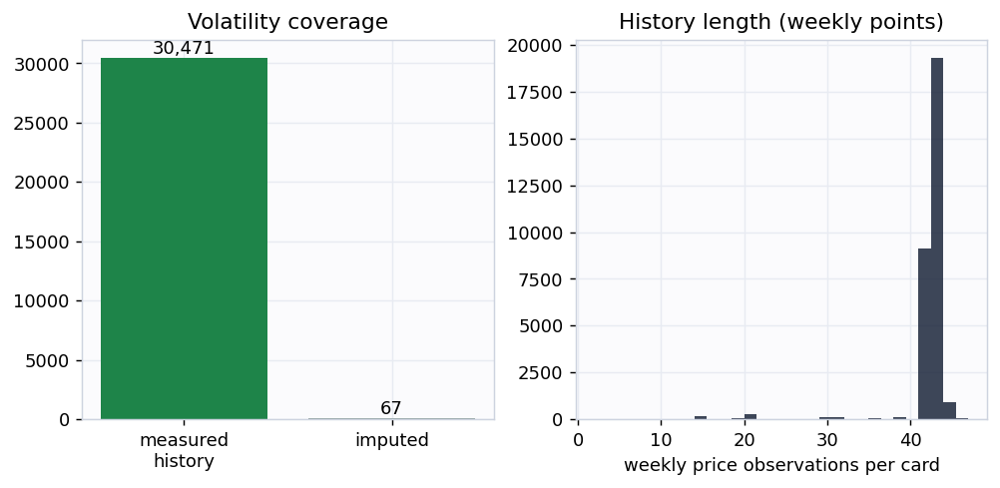 Volatility coverage
30,471
67
30000
25000
20000
15000
10000
5000
0
measured
history
imputed
History length (weekly points)
20000
17500
15000
12500
10000
7500
5000
2500
0
0 10 20 30 40
weekly price observations per card